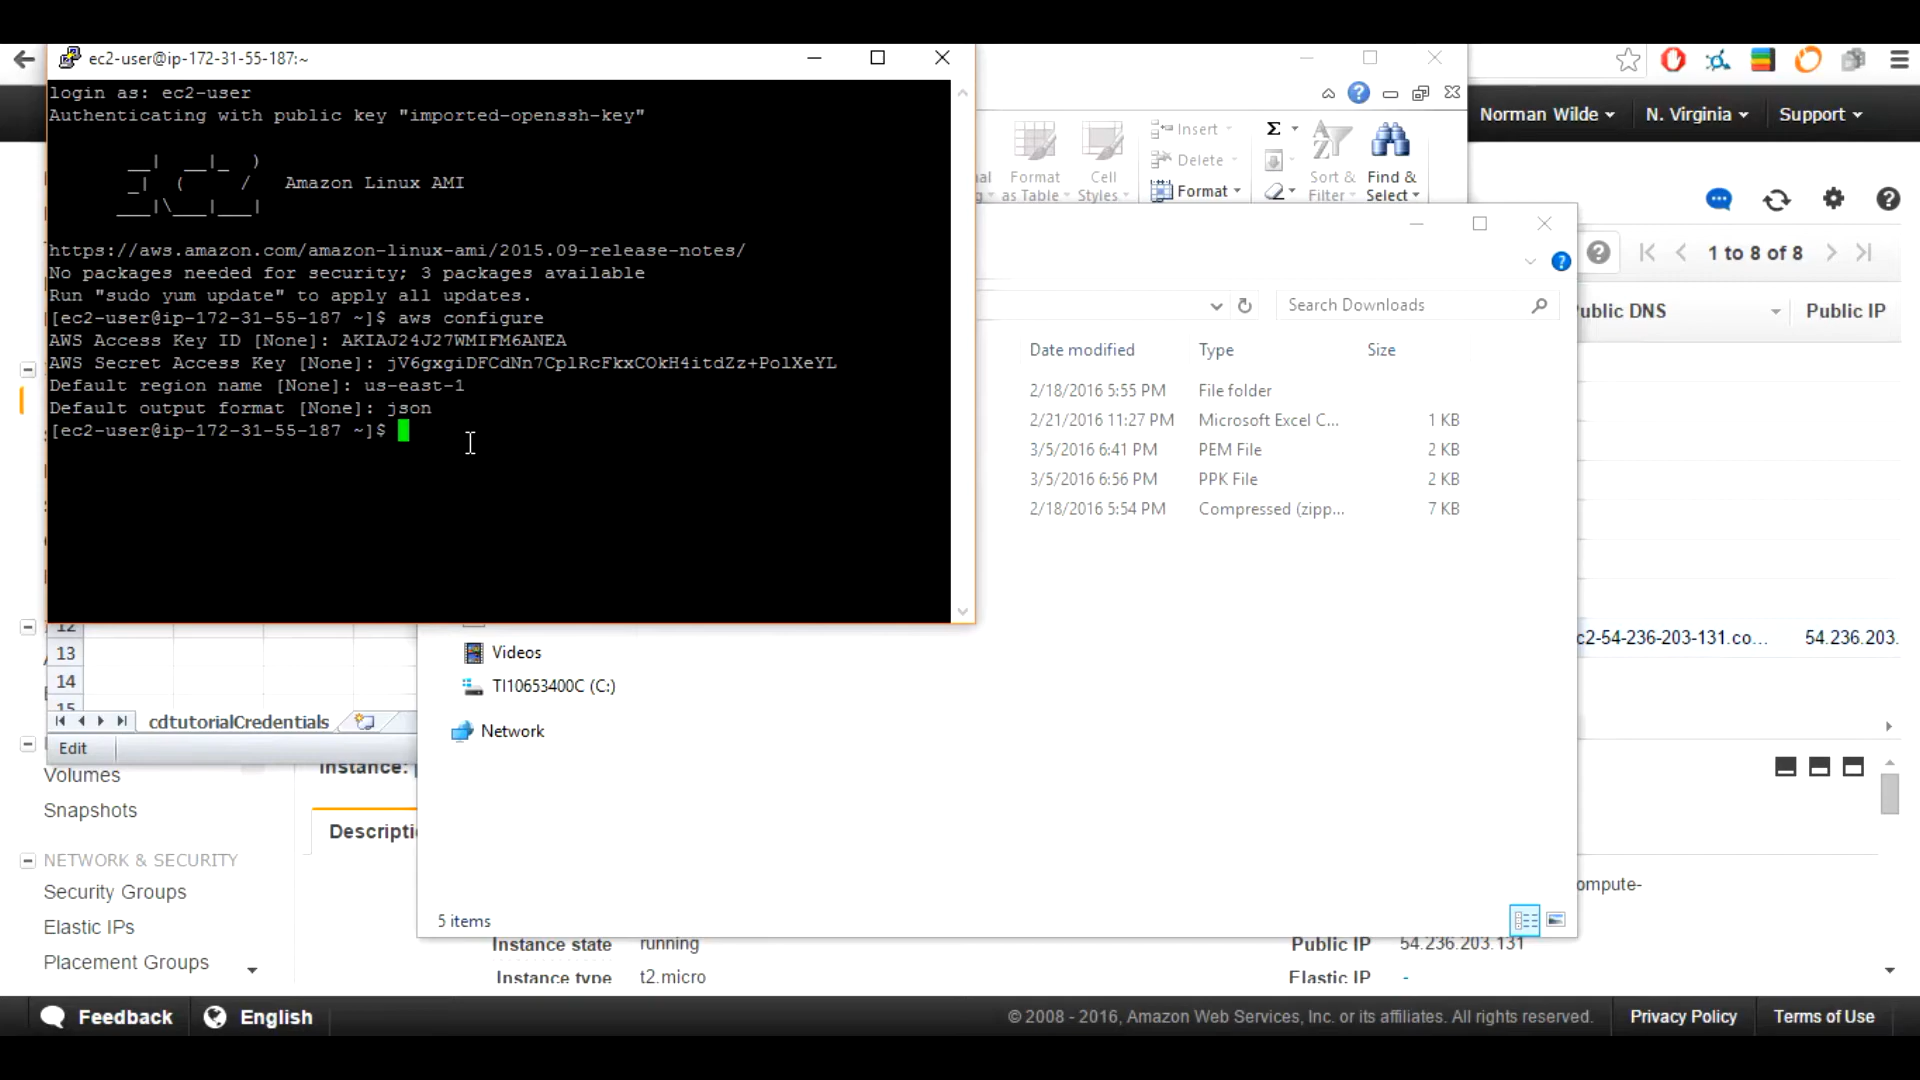 ec2-user@ip-172-31-55-187:~
login as: ec2-user
Authenticating with public key "imported-openssh-key"
Amazon Linux AMI
https://aws.amazon.com/amazon-linux-ami/2015.09-release-notes/
No packages needed for security; 3 packages available
Run "sudo yum update" to apply all updates.
[ec2-user@ip-172-31-55-187 ~]$ aws configure
AWS Access Key ID [None]: AKIAJ24J27WMIFM6ANEA
AWS Secret Access Key [None]: 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
Default region name [None]: us-east-1
Default output format [None]: json
[ec2-user@ip-172-31-55-187 ~]$
Format as Table
Cell Styles
Insert
Delete
Format
Σ
Sort & Filter
Find & Select
Norman Wilde
N. Virginia
Support
1 to 8 of 8
Public IP
Search Downloads
Date modified Type Size
2/18/2016 5:55 PM File folder
2/21/2016 11:27 PM Microsoft Excel C... 1 KB
3/5/2016 6:41 PM PEM File 2 KB
3/5/2016 6:56 PM PPK File 2 KB
2/18/2016 5:54 PM Compressed (zipp... 7 KB
c2-54-236-203-131.co... 54.236.203.
12
13
14
15
cdtutorialCredentials
Edit
Videos
TI10653400C (C:)
Network
5 items
Volumes
Snapshots
NETWORK & SECURITY
Security Groups
Elastic IPs
Placement Groups
Instance:
Descripti
ompute-
Instance state running
Public IP 54.236.203.131
Instance type t2.micro
Elastic IP -
Feedback
English
© 2008 - 2016, Amazon Web Services, Inc. or its affiliates. All rights reserved.
Privacy Policy
Terms of Use